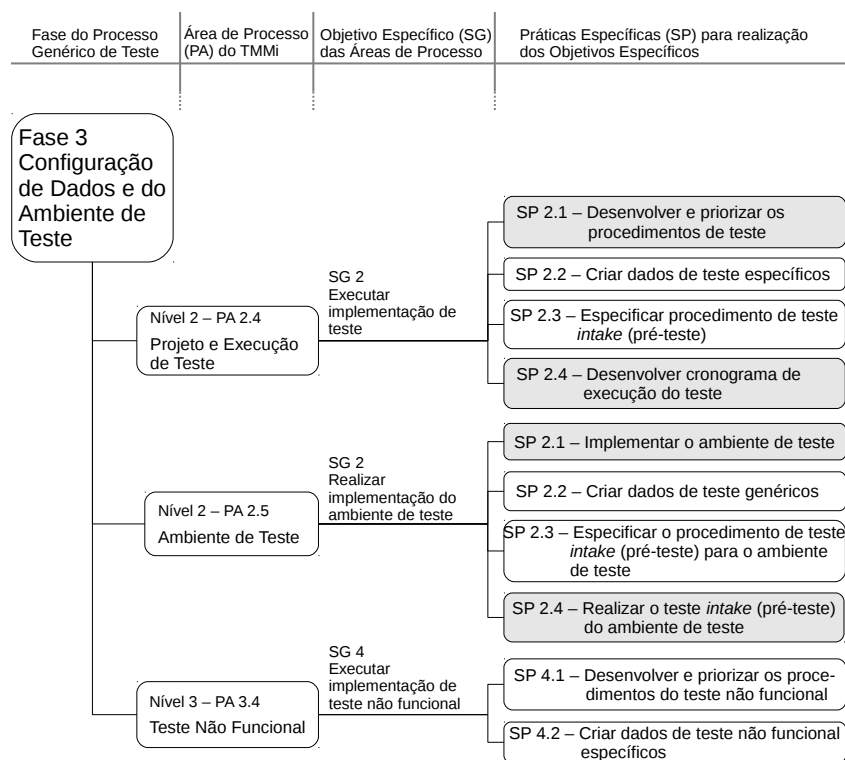 Fase do Processo
Genérico de Teste
Área de Processo
(PA) do TMMi
Objetivo Específico (SG)
das Áreas de Processo
Práticas Específicas (SP) para realização
dos Objetivos Específicos
Fase 3
Configuração
de Dados e do
Ambiente de
Teste
Nível 2 – PA 2.4
Projeto e Execução
de Teste
SG 2
Executar
implementação de
teste
SP 2.1 – Desenvolver e priorizar os
procedimentos de teste
SP 2.2 – Criar dados de teste específicos
SP 2.3 – Especificar procedimento de teste
intake (pré-teste)
SP 2.4 – Desenvolver cronograma de
execução do teste
Nível 2 – PA 2.5
Ambiente de Teste
SG 2
Realizar
implementação do
ambiente de teste
SP 2.1 – Implementar o ambiente de teste
SP 2.2 – Criar dados de teste genéricos
SP 2.3 – Especificar o procedimento de teste
intake (pré-teste) para o ambiente
de teste
SP 2.4 – Realizar o teste intake (pré-teste)
do ambiente de teste
Nível 3 – PA 3.4
Teste Não Funcional
SG 4
Executar
implementação de
teste não funcional
SP 4.1 – Desenvolver e priorizar os proce-
dimentos do teste não funcional
SP 4.2 – Criar dados de teste não funcional
específicos